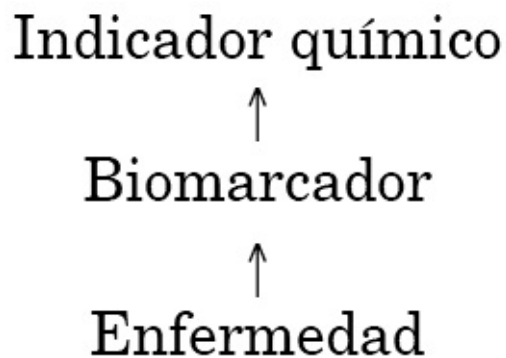 Indicador químico
↑
Biomarcador
↑
Enfermedad